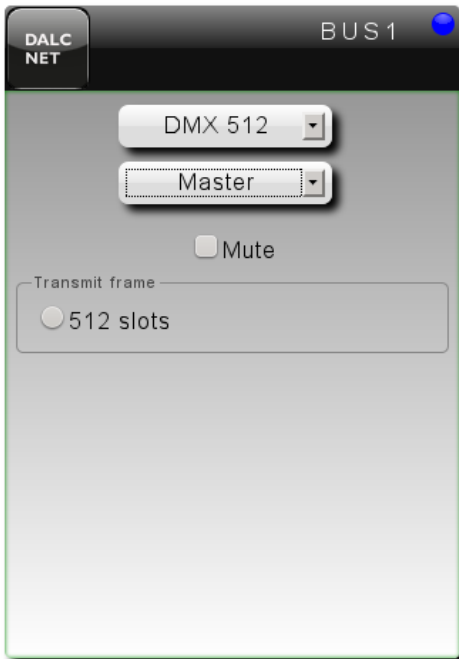 DALC
NET
BUS1
DMX 512
Master
Mute
Transmit frame
512 slots